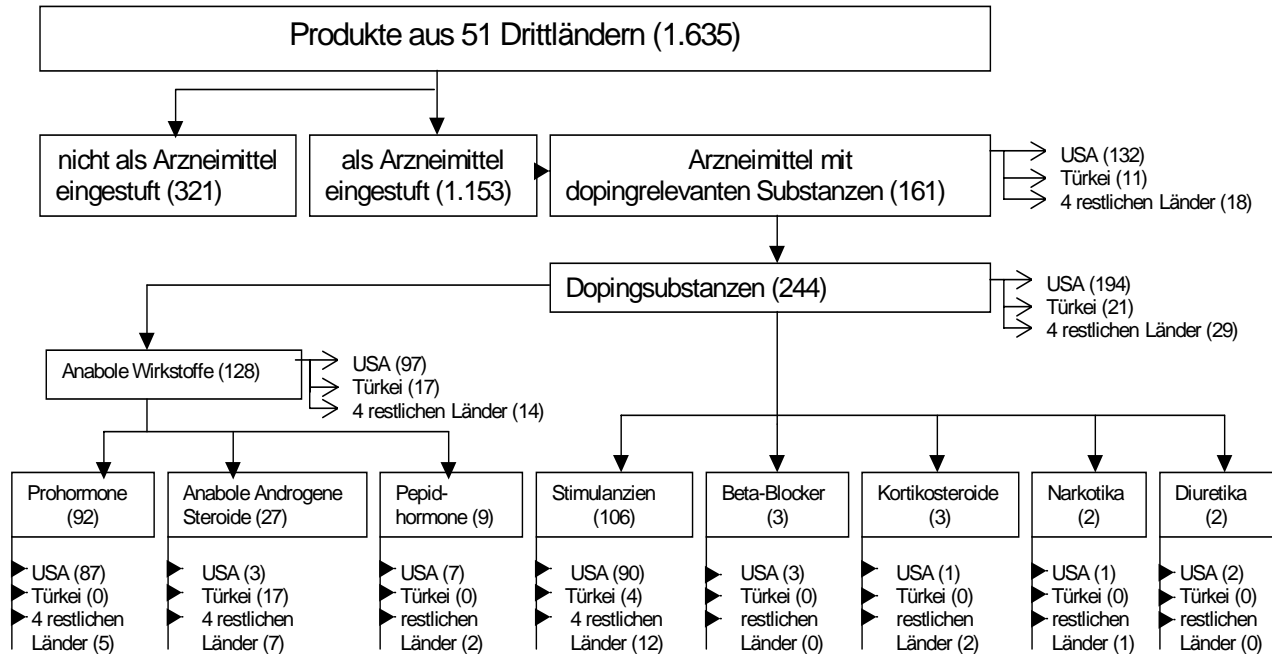 Produkte aus 51 Drittländern (1.635)
nicht als Arzneimittel
eingestuft (321)
als Arzneimittel
eingestuft (1.153)
Arzneimittel mit
dopingrelevanten Substanzen (161)
USA (132)
Türkei (11)
4 restlichen Länder (18)
Dopingsubstanzen (244)
USA (194)
Türkei (21)
4 restlichen Länder (29)
Anabole Wirkstoffe (128)
USA (97)
Türkei (17)
4 restlichen Länder (14)
Prohormone
(92)
USA (87)
Türkei (0)
4 restlichen
Länder (5)
Anabole Androgene
Steroide (27)
USA (3)
Türkei (17)
4 restlichen
Länder (7)
Pepid-
hormone (9)
USA (7)
Türkei (0)
restlichen
Länder (2)
Stimulanzien
(106)
USA (90)
Türkei (4)
4 restlichen
Länder (12)
Beta-Blocker
(3)
USA (3)
Türkei (0)
restlichen
Länder (0)
Kortikosteroide
(3)
USA (1)
Türkei (0)
restlichen
Länder (2)
Narkotika
(2)
USA (1)
Türkei (0)
restlichen
Länder (1)
Diuretika
(2)
USA (2)
Türkei (0)
restlichen
Länder (0)